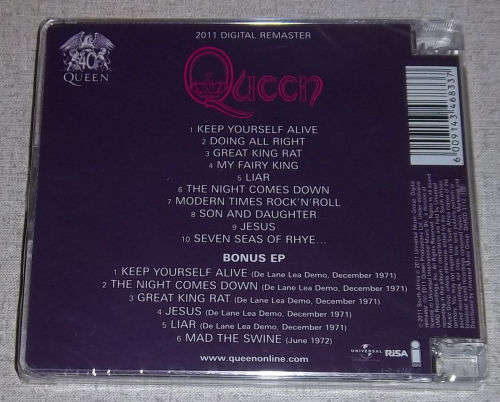 2011 DIGITAL REMASTER
40
QUEEN
Queen
1 KEEP YOURSELF ALIVE
2 DOING ALL RIGHT
3 GREAT KING RAT
4 MY FAIRY KING
5 LIAR
6 THE NIGHT COMES DOWN
7 MODERN TIMES ROCK'N'ROLL
8 SON AND DAUGHTER
9 JESUS
10 SEVEN SEAS OF RHYE...
BONUS EP
1 KEEP YOURSELF ALIVE (De Lane Lea Demo, December 1971)
2 THE NIGHT COMES DOWN (De Lane Lea Demo, December 1971)
3 GREAT KING RAT (De Lane Lea Demo, December 1971)
4 JESUS (De Lane Lea Demo, December 1971)
5 LIAR (De Lane Lea Demo, December 1971)
6 MAD THE SWINE (June 1972)
www.queenonline.com
UNIVERSAL
RiSA
6 009143 468337